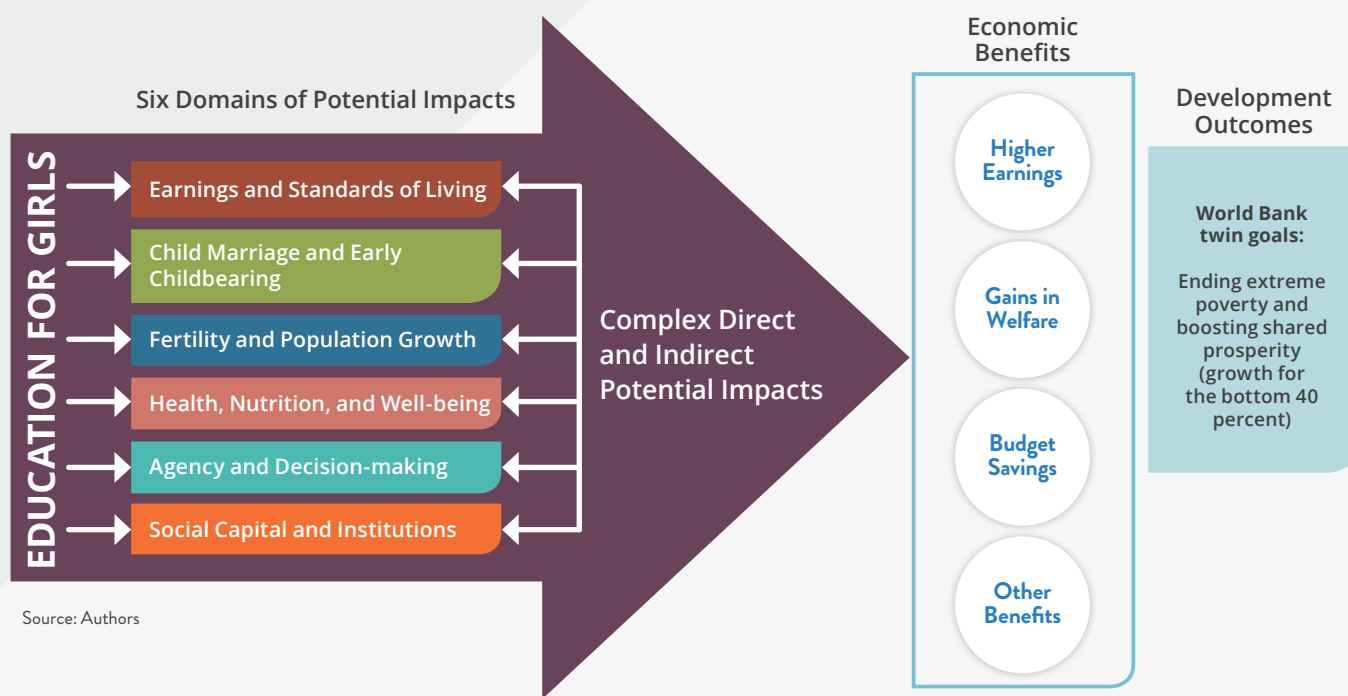 Six Domains of Potential Impacts
EDUCATION FOR GIRLS
Earnings and Standards of Living
Child Marriage and Early
Childbearing
Fertility and Population Growth
Health, Nutrition, and Well-being
Agency and Decision-making
Social Capital and Institutions
Complex Direct
and Indirect
Potential Impacts
Economic
Benefits
Higher
Earnings
Gains in
Welfare
Budget
Savings
Other
Benefits
Development
Outcomes
World Bank
twin goals:
Ending extreme
poverty and
boosting shared
prosperity
(growth for
the bottom 40
percent)
Source: Authors